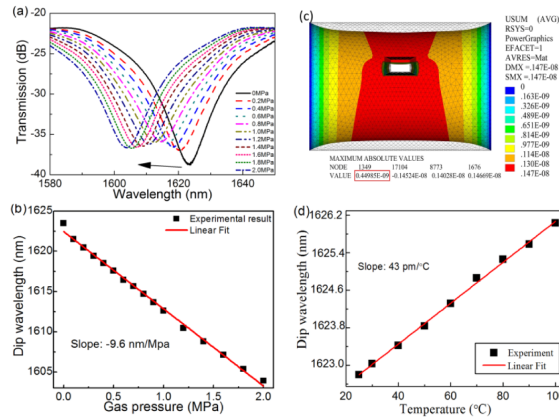 (a)
-20
-25
-30
-35
-40
Transmission (dB)
1580
1600
1620
1640
Wavelength (nm)
0MPa
0.2MPa
0.4MPa
0.6MPa
0.8MPa
1.0MPa
1.2MPa
1.4MPa
1.6MPa
1.8MPa
2.0MPa
(c)
USUM (AVG)
RSYS=0
PowerGraphics
EFACET=1
AVRES=Mat
DMX =.147E-08
SMX =.147E-08
0
.163E-09
.326E-09
.489E-09
.651E-09
.814E-09
.977E-09
.114E-08
.130E-08
.147E-08
MAXIMUM ABSOLUTE VALUES
NODE 1349 17104 8773 1676
VALUE 0.44985E-09 -0.14524E-08 0.14028E-08 0.14669E-08
(b)
1625
1620
1615
1610
1605
Dip wavelength (nm)
Experimental result
Linear Fit
Slope: -9.6 nm/Mpa
0.0 0.5 1.0 1.5 2.0
Gas pressure (MPa)
(d)
1626.2
1625.4
1624.6
1623.8
1623.0
Dip wavelength (nm)
Slope: 43 pm/°C
Experiment
Linear Fit
20 40 60 80
Temperature (°C)